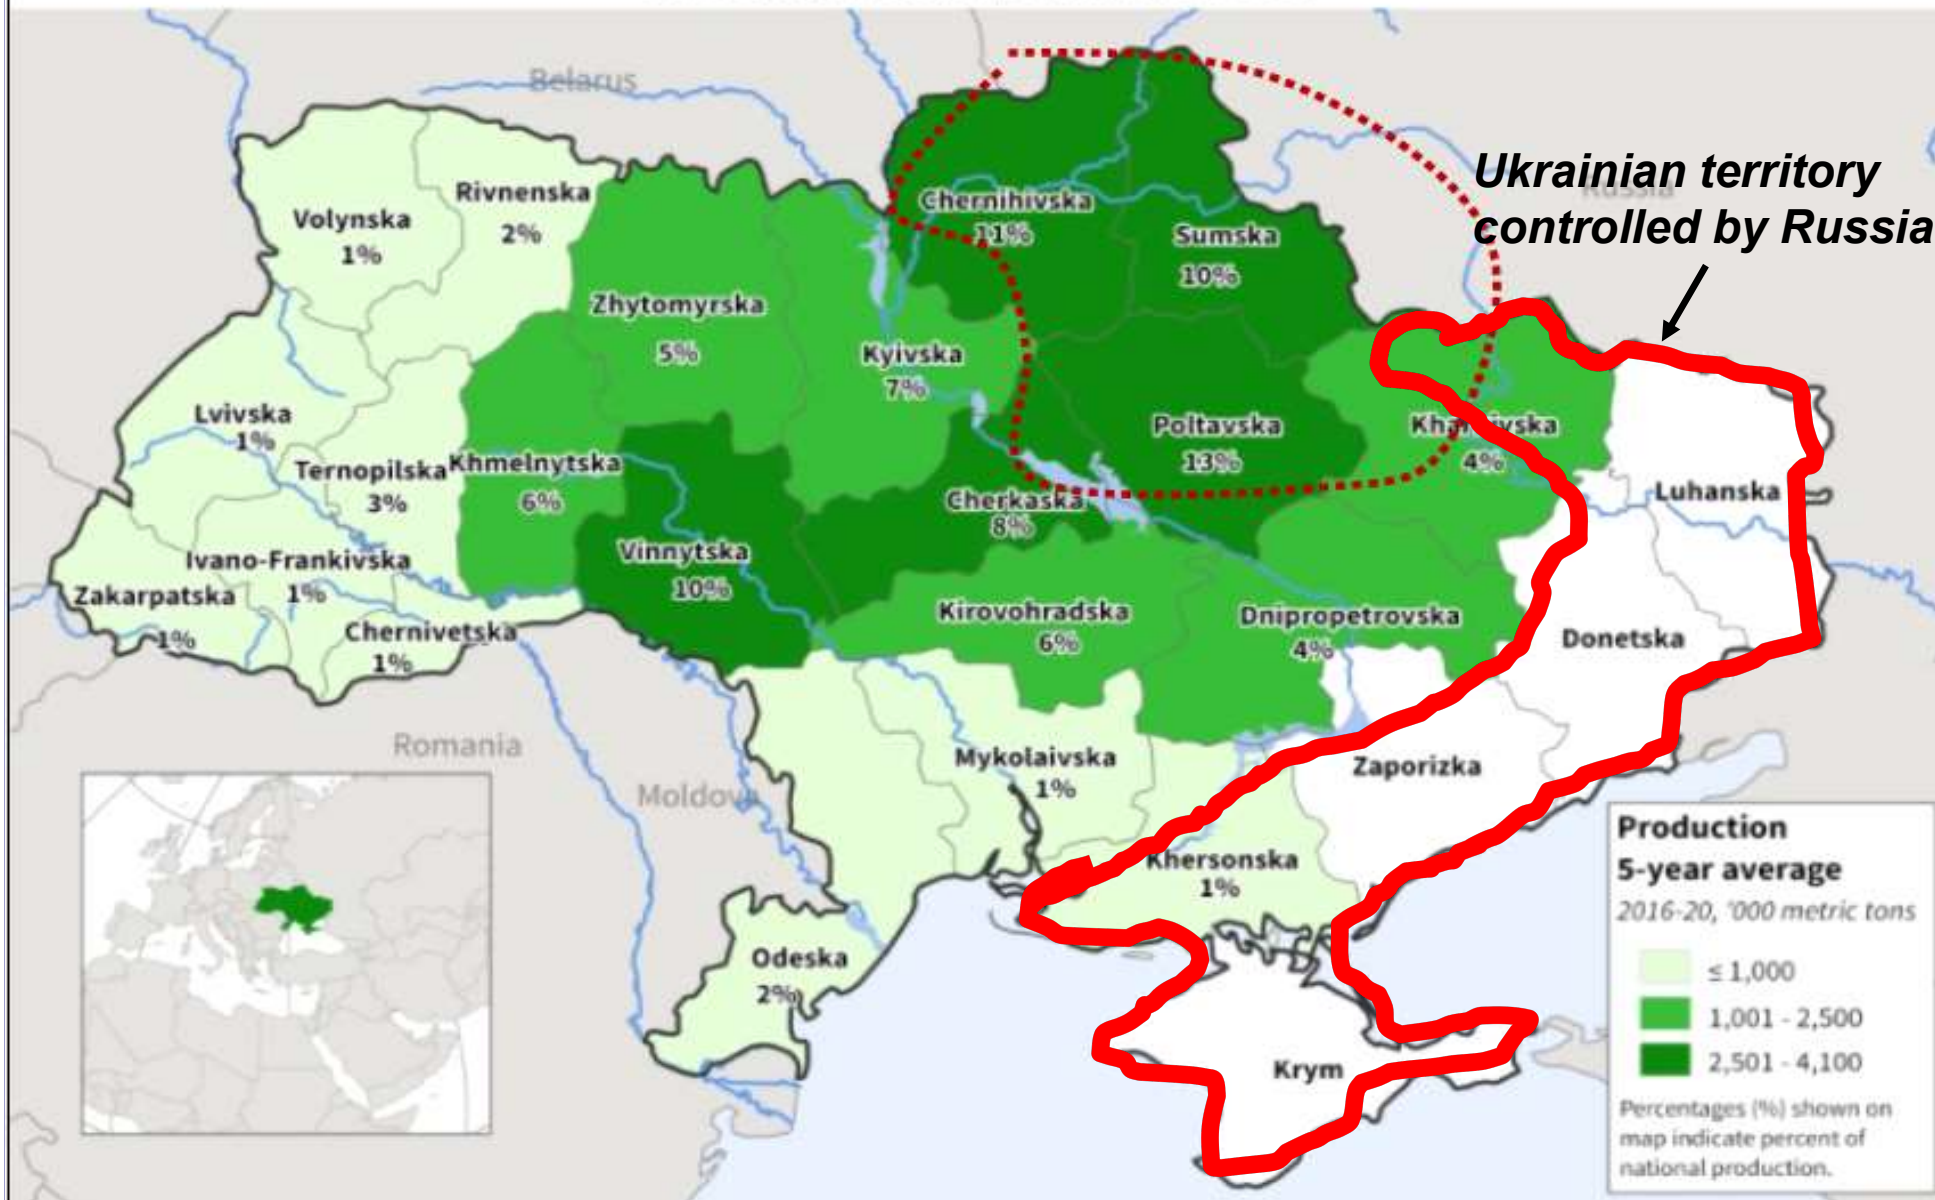 Belarus
Russia
Ukrainian territory
controlled by Russia
Volynska
1%
Rivnenska
2%
Zhytomyrska
5%
Kyivska
7%
Chernihivska
11%
Sumska
10%
Lvivska
1%
Ternopilska
3%
Khmelnytska
6%
Vinnytska
10%
Cherkaska
8%
Poltavska
13%
Kharkivska
4%
Luhanska
Ivano-Frankivska
1%
Zakarpatska
1%
Chernivetska
1%
Kirovohradska
6%
Dnipropetrovska
4%
Donetska
Romania
Moldova
Mykolaivska
1%
Zaporizka
Khersonska
1%
Odeska
2%
Krym
Production
5-year average
2016-20, '000 metric tons
≤ 1,000
1,001 - 2,500
2,501 - 4,100
Percentages (%) shown on
map indicate percent of
national production.